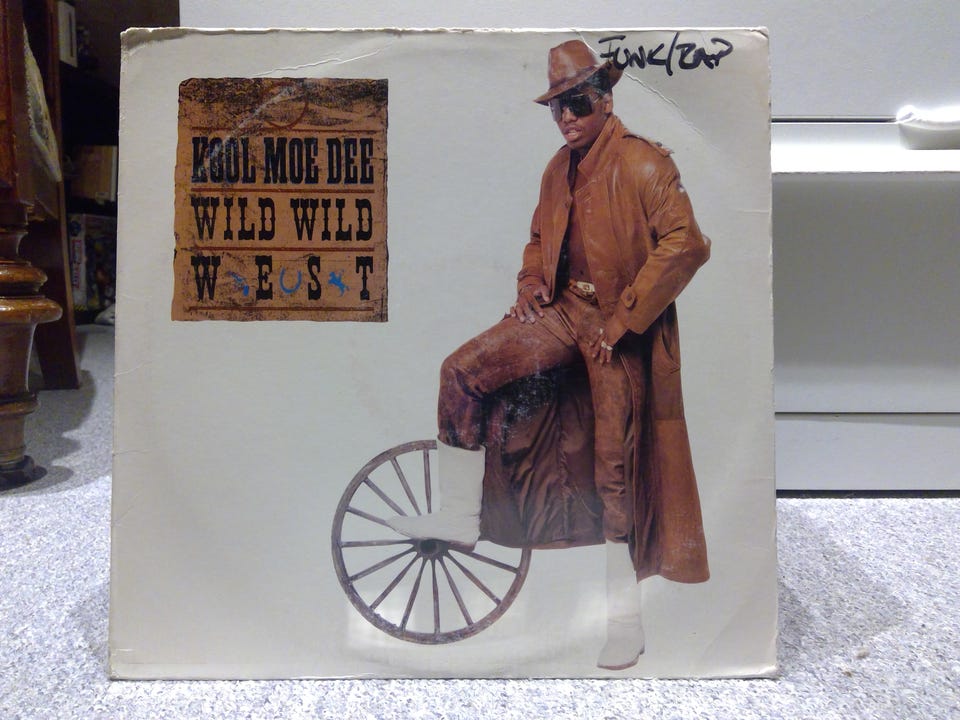 FUNK/RAP
KOOL MOE DEE
WILD WILD
WEST